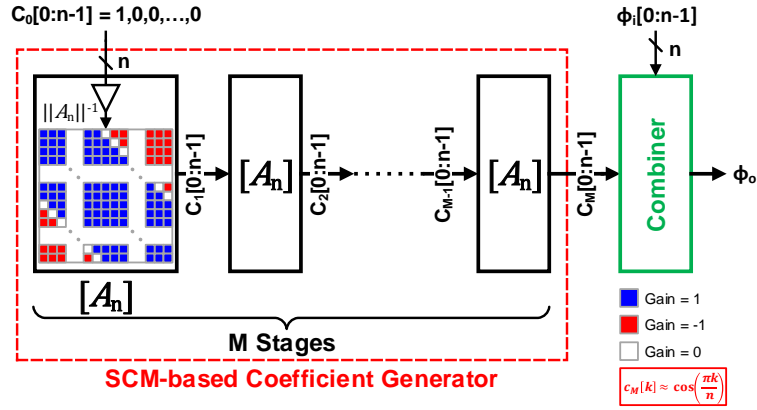 C₀[0:n-1] = 1,0,0,...,0
ϕᵢ[0:n-1]
n
n
||Aₙ||⁻¹
C₁[0:n-1]
[Aₙ]
C₂[0:n-1]
C_M-1[0:n-1]
[Aₙ]
C_M[0:n-1]
Combiner
ϕₒ
[Aₙ]
M Stages
SCM-based Coefficient Generator
Gain = 1
Gain = -1
Gain = 0
c_M[k] ≈ cos(πk/n)